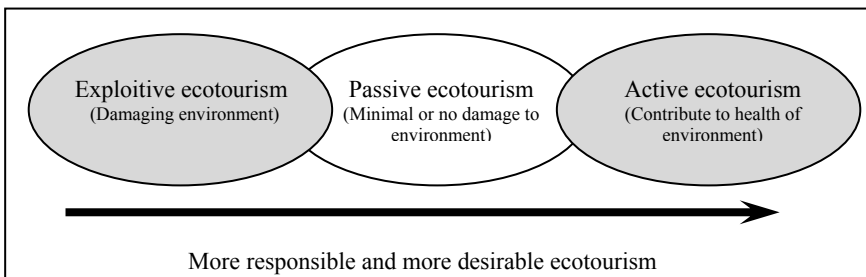 Exploitive ecotourism
(Damaging environment)
Passive ecotourism
(Minimal or no damage to
environment)
Active ecotourism
(Contribute to health of
environment)
More responsible and more desirable ecotourism